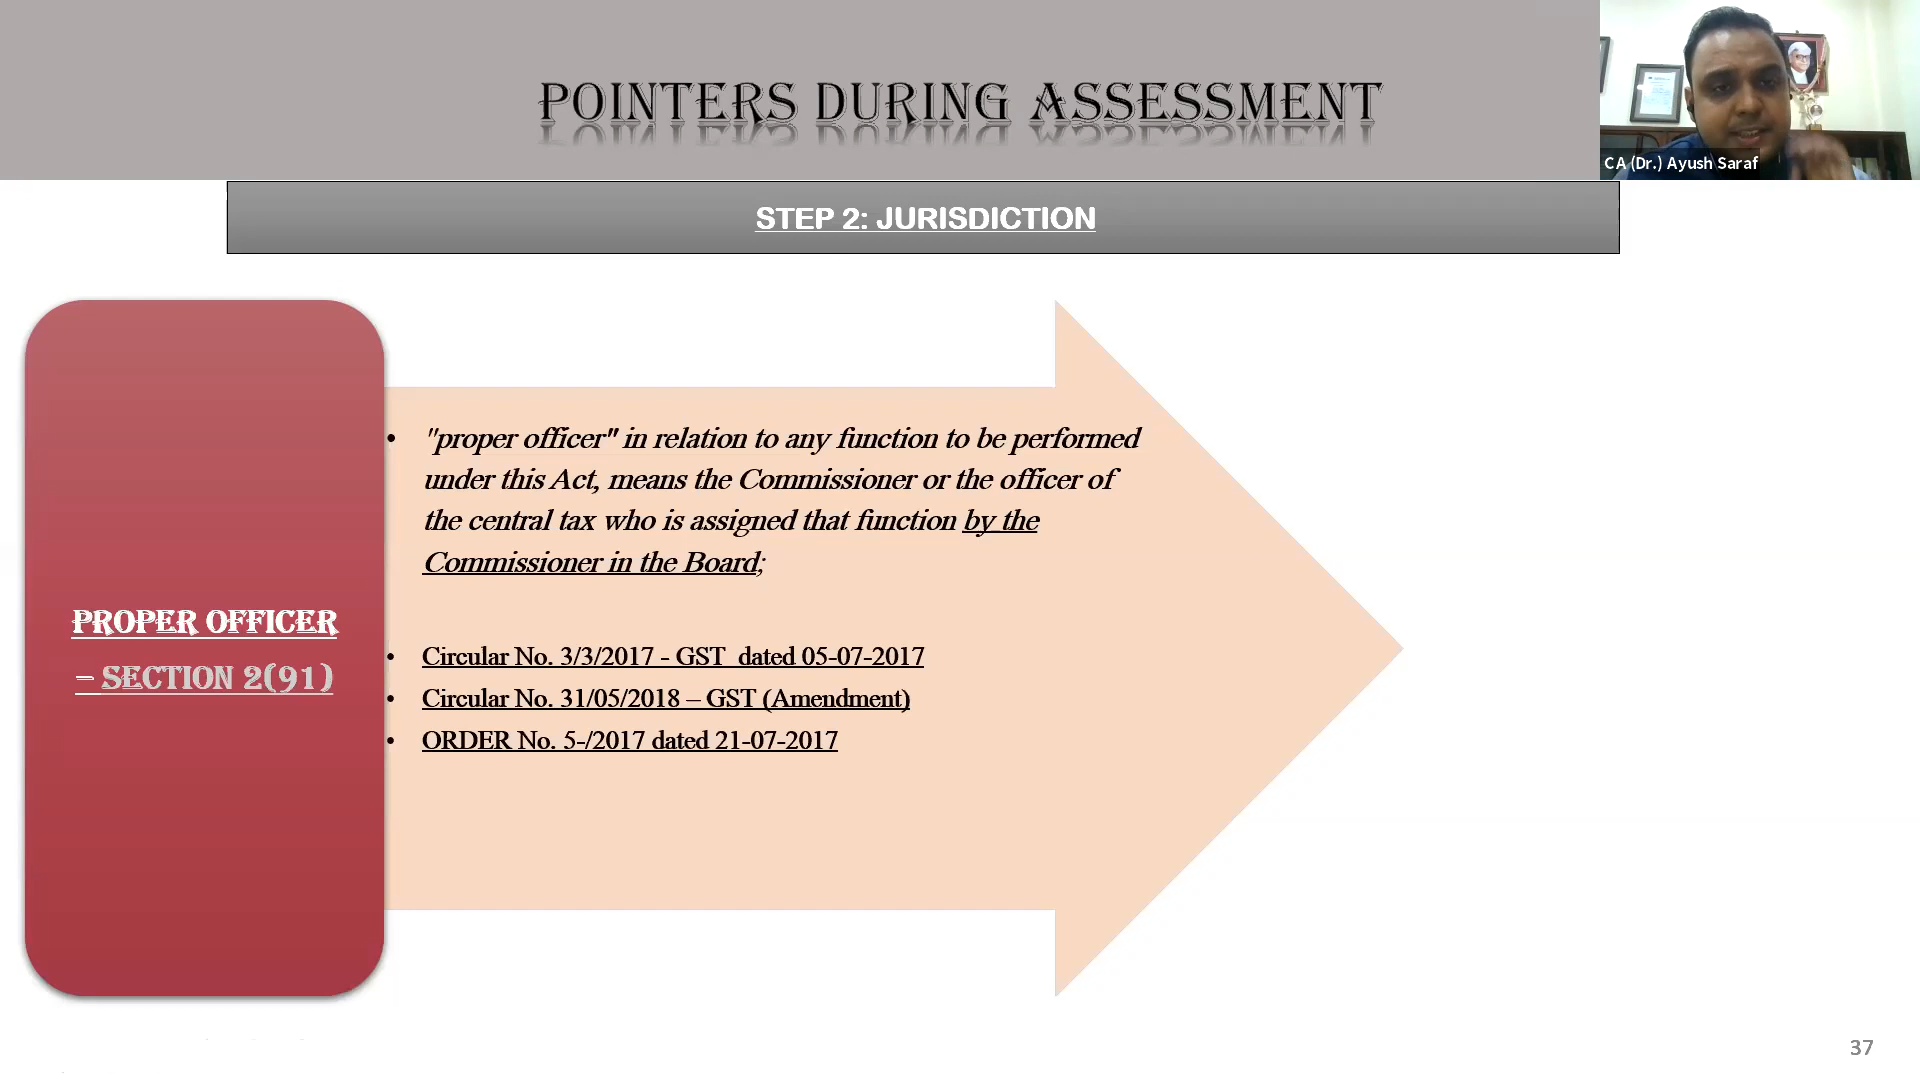 POINTERS DURING ASSESSMENT
CA (Dr.) Ayush Saraf
STEP 2: JURISDICTION
PROPER OFFICER
– SECTION 2(91)
• "proper officer" in relation to any function to be performed
under this Act, means the Commissioner or the officer of
the central tax who is assigned that function by the
Commissioner in the Board;
• Circular No. 3/3/2017 - GST dated 05-07-2017
• Circular No. 31/05/2018 – GST (Amendment)
• ORDER No. 5-/2017 dated 21-07-2017
37